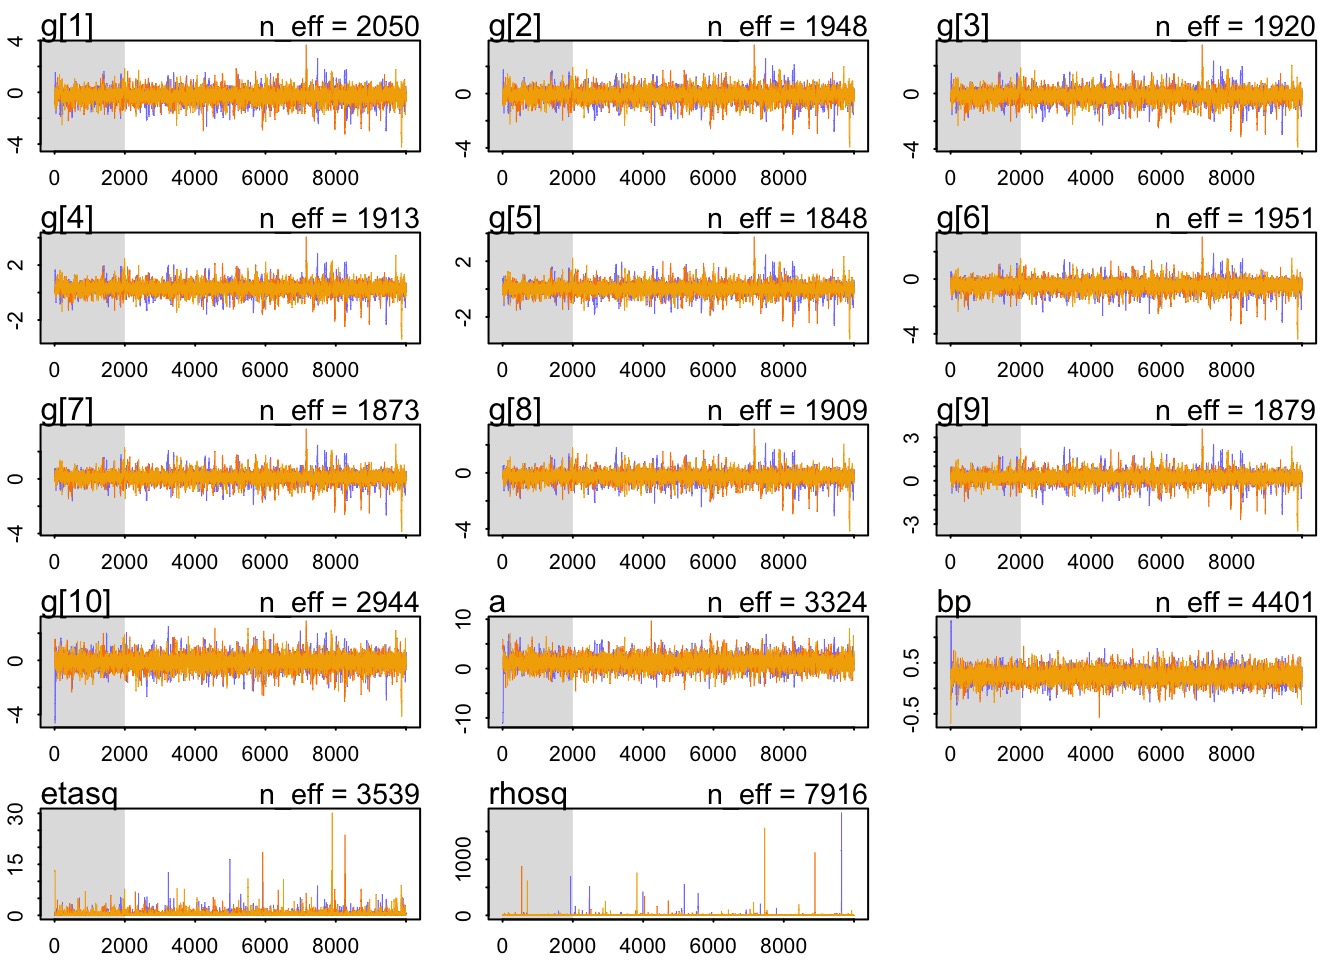 g[1] n_eff = 2050 g[2] n_eff = 1948 g[3] n_eff = 1920
4
0 0 0
-4 -4 -4
0 2000 4000 6000 8000 0 2000 4000 6000 8000 0 2000 4000 6000 8000
g[4] n_eff = 1913 g[5] n_eff = 1848 g[6] n_eff = 1951
2 2 0
-2 -2 -4
0 2000 4000 6000 8000 0 2000 4000 6000 8000 0 2000 4000 6000 8000
g[7] n_eff = 1873 g[8] n_eff = 1909 g[9] n_eff = 1879
3
0 0 0
-4 -4 -3
0 2000 4000 6000 8000 0 2000 4000 6000 8000 0 2000 4000 6000 8000
g[10] n_eff = 2944 a n_eff = 3324 bp n_eff = 4401
10
0 0 0.5
-4 -10 -0.5
0 2000 4000 6000 8000 0 2000 4000 6000 8000 0 2000 4000 6000 8000
etasq n_eff = 3539 rhosq n_eff = 7916
30
15 1000
0 0
0 2000 4000 6000 8000 0 2000 4000 6000 8000